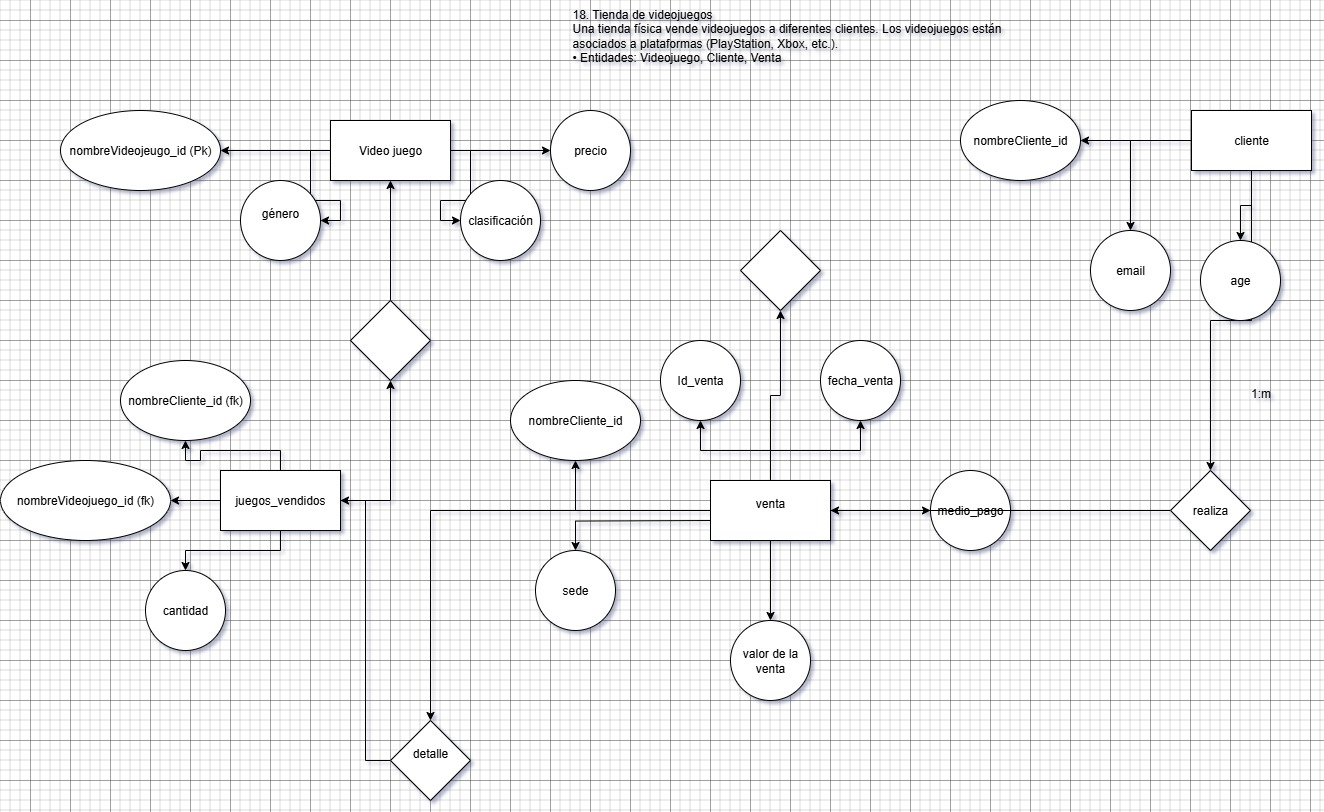 18. Tienda de videojuegos
Una tienda física vende videojuegos a diferentes clientes. Los videojuegos están
asociados a plataformas (PlayStation, Xbox, etc.).
• Entidades: Videojuego, Cliente, Venta
nombreVideojeugo_id (Pk)
Video juego
precio
nombreCliente_id
cliente
género
clasificación
email
age
Id_venta
fecha_venta
1:m
nombreCliente_id (fk)
nombreCliente_id
nombreVideojuego_id (fk)
juegos_vendidos
venta
medio_pago
realiza
cantidad
sede
valor de la
venta
detalle